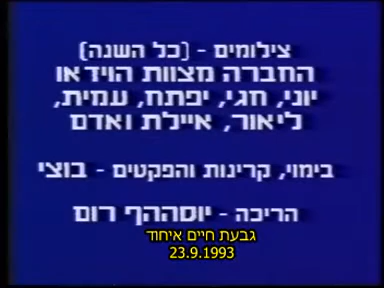 צילומים - (כל השנה)
החברה מצוות הוידאו
יוני, חגי, יפתח, עמית,
ליאור, איילת ואדם
בימוי, קרינות והפקטים - בוצי
הריכה - יוסההף רום
גבעת חיים איחוד
23.9.1993